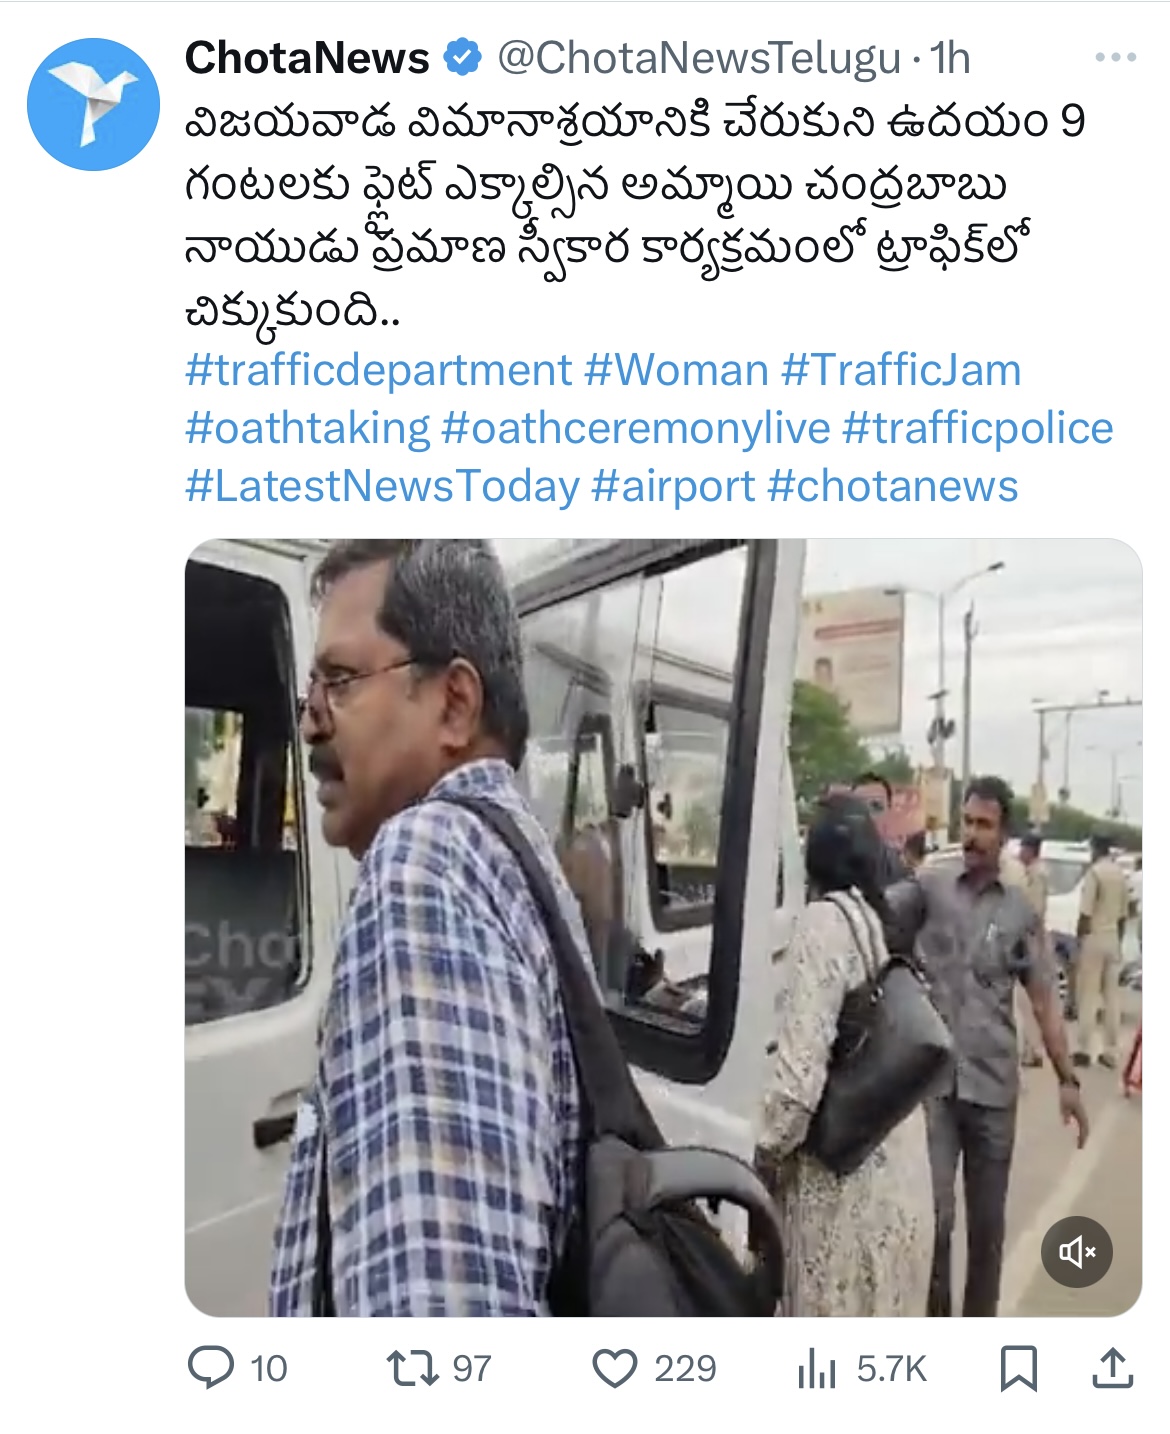 ChotaNews @ChotaNewsTelugu · 1h
విజయవాడ విమానాశ్రయానికి చేరుకుని ఉదయం 9
గంటలకు ఫ్లైట్ ఎక్కాల్సిన అమ్మాయి చంద్రబాబు
నాయుడు ప్రమాణ స్వీకార కార్యక్రమంలో ట్రాఫిక్‌లో
చిక్కుకుంది..
#trafficdepartment #Woman #TrafficJam
#oathtaking #oathceremonylive #trafficpolice
#LatestNewsToday #airport #chotanews
Cho
10 97 229 5.7K